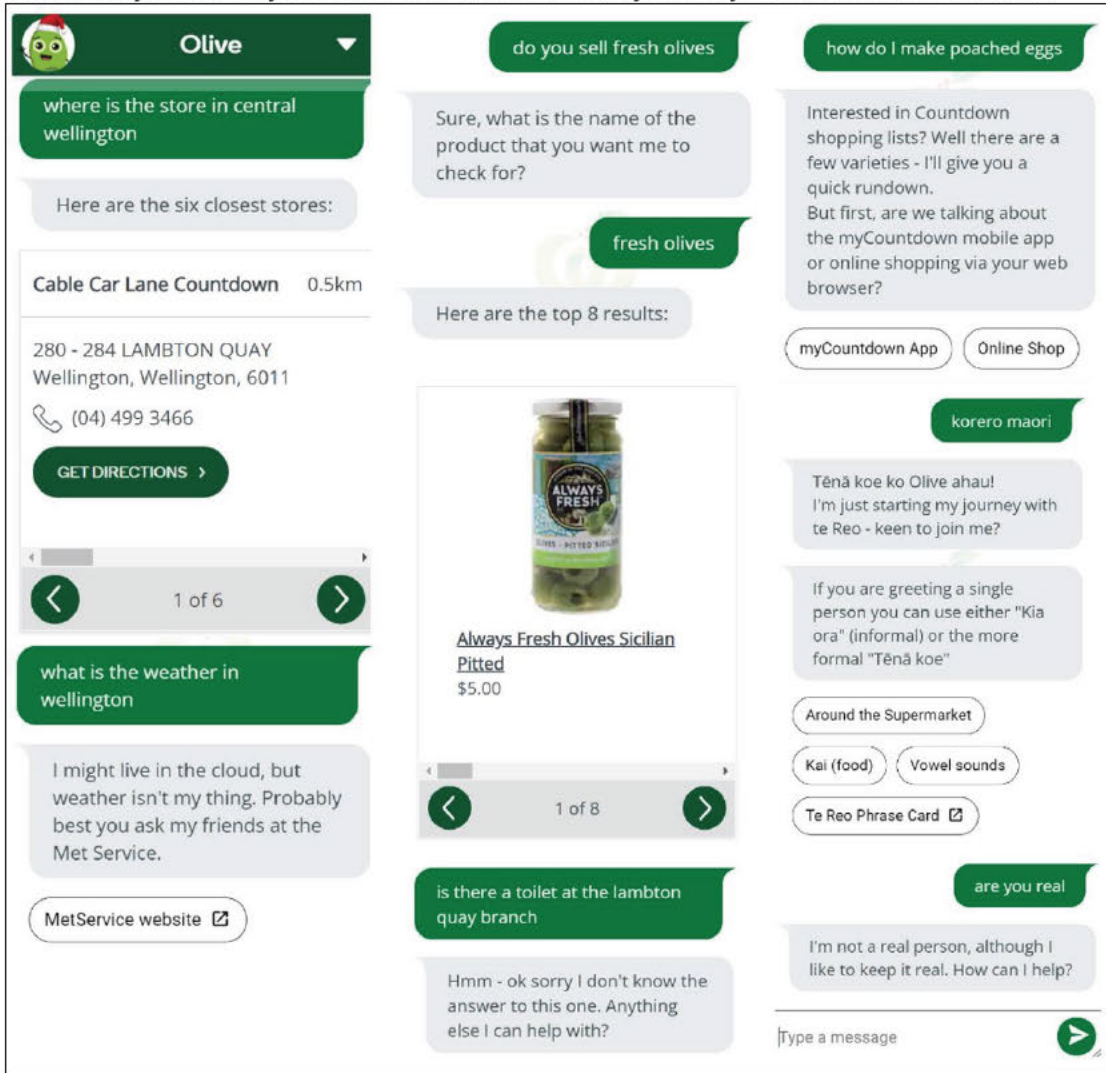 Olive
where is the store in central
wellington
Here are the six closest stores:
Cable Car Lane Countdown 0.5km
280 - 284 LAMBTON QUAY
Wellington, Wellington, 6011
(04) 499 3466
GET DIRECTIONS
1 of 6
what is the weather in
wellington
I might live in the cloud, but
weather isn't my thing. Probably
best you ask my friends at the
Met Service.
MetService website
do you sell fresh olives
Sure, what is the name of the
product that you want me to
check for?
fresh olives
Here are the top 8 results:
ALWAYS
FRESH
OLIVES - PITTED SICILIAN
Always Fresh Olives Sicilian
Pitted
$5.00
1 of 8
is there a toilet at the lambton
quay branch
Hmm - ok sorry I don't know the
answer to this one. Anything
else I can help with?
how do I make poached eggs
Interested in Countdown
shopping lists? Well there are a
few varieties - I'll give you a
quick rundown.
But first, are we talking about
the myCountdown mobile app
or online shopping via your web
browser?
myCountdown App Online Shop
korero maori
Tēnā koe ko Olive ahau!
I'm just starting my journey with
te Reo - keen to join me?
If you are greeting a single
person you can use either "Kia
ora" (informal) or the more
formal "Tēnā koe"
Around the Supermarket
Kai (food) Vowel sounds
Te Reo Phrase Card
are you real
I'm not a real person, although I
like to keep it real. How can I help?
Type a message